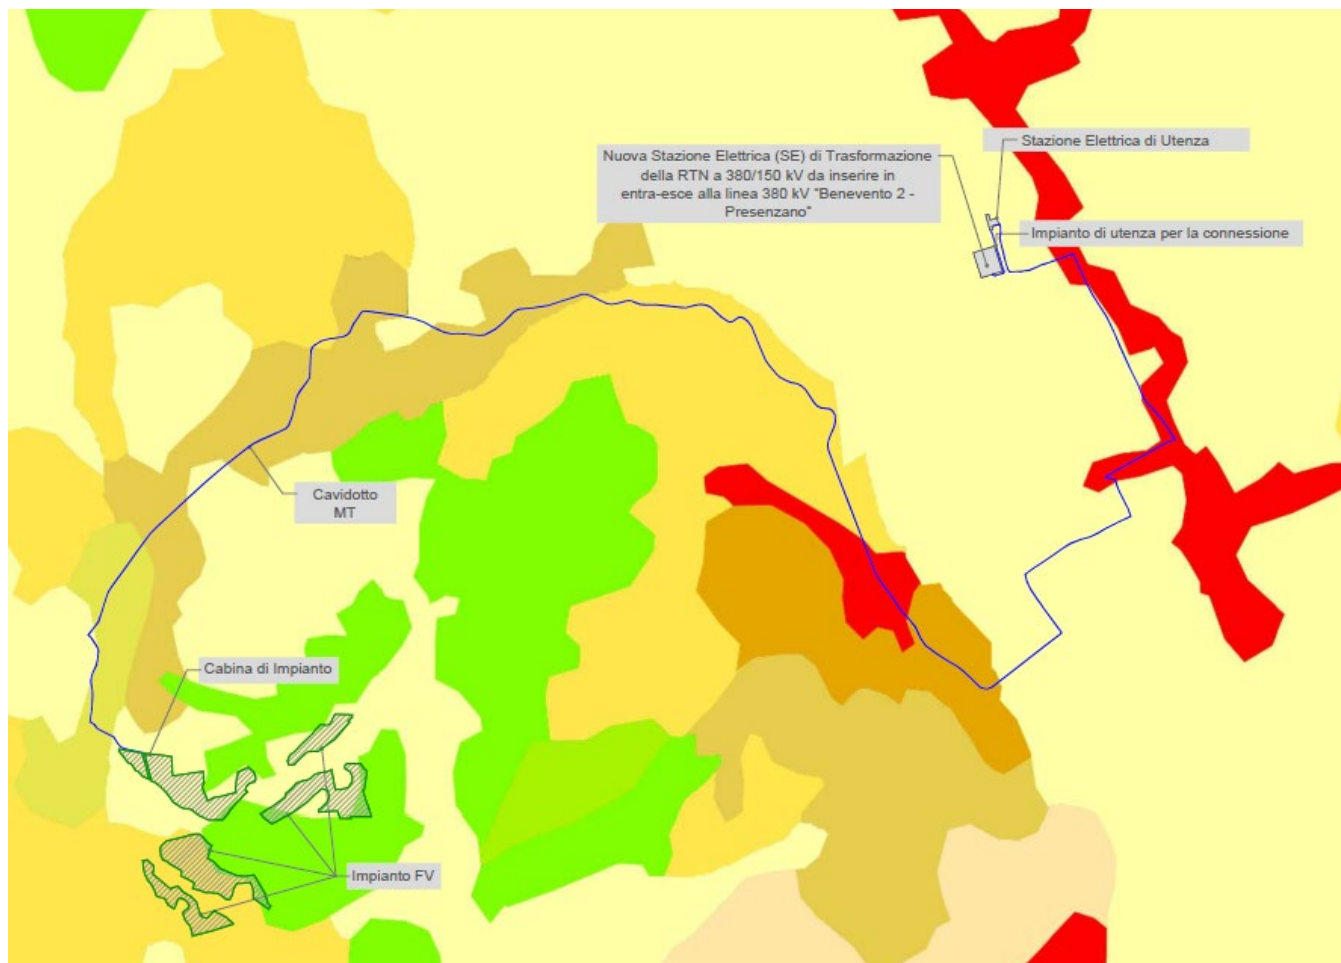 Stazione Elettrica di Utenza
Nuova Stazione Elettrica (SE) di Trasformazione
della RTN a 380/150 kV da inserire in
entra-esce alla linea 380 kV "Benevento 2 -
Presenzano"
Impianto di utenza per la connessione
Cavidotto
MT
Cabina di Impianto
Impianto FV